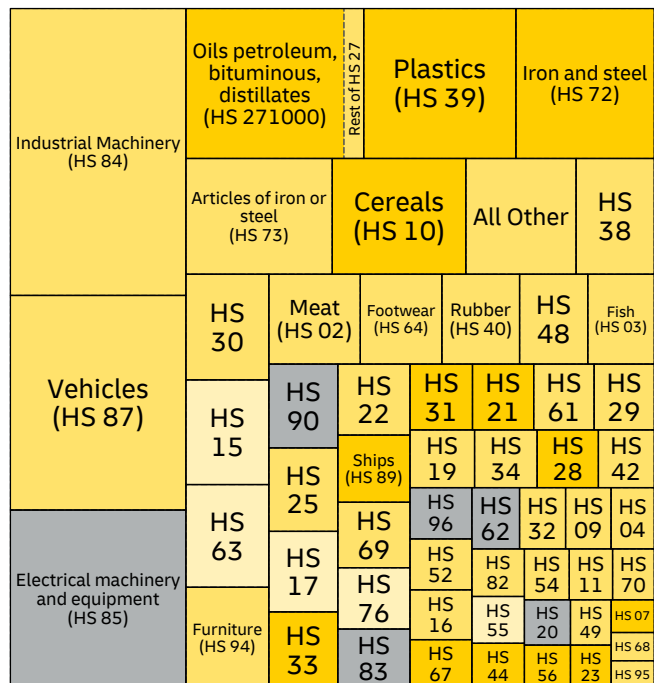 Industrial Machinery
(HS 84)
Vehicles
(HS 87)
Electrical machinery
and equipment
(HS 85)
Oils petroleum,
bituminous,
distillates
(HS 271000)
Rest of HS 27
Plastics
(HS 39)
Iron and steel
(HS 72)
Articles of iron or
steel
(HS 73)
Cereals
(HS 10)
All Other
HS
38
HS
30
Meat
(HS 02)
Footwear
(HS 64)
Rubber
(HS 40)
HS
48
Fish
(HS 03)
HS
15
HS
63
Furniture
(HS 94)
HS
90
HS
25
HS
17
HS
33
HS
22
Ships
(HS 89)
HS
69
HS
76
HS
83
HS
31
HS
21
HS
61
HS
29
HS
19
HS
34
HS
28
HS
42
HS
96
HS
62
HS
32
HS
09
HS
04
HS
52
HS
82
HS
54
HS
11
HS
70
HS
16
HS
55
HS
20
HS
49
HS 07
HS
67
HS
44
HS
56
HS
23
HS 68
HS 95